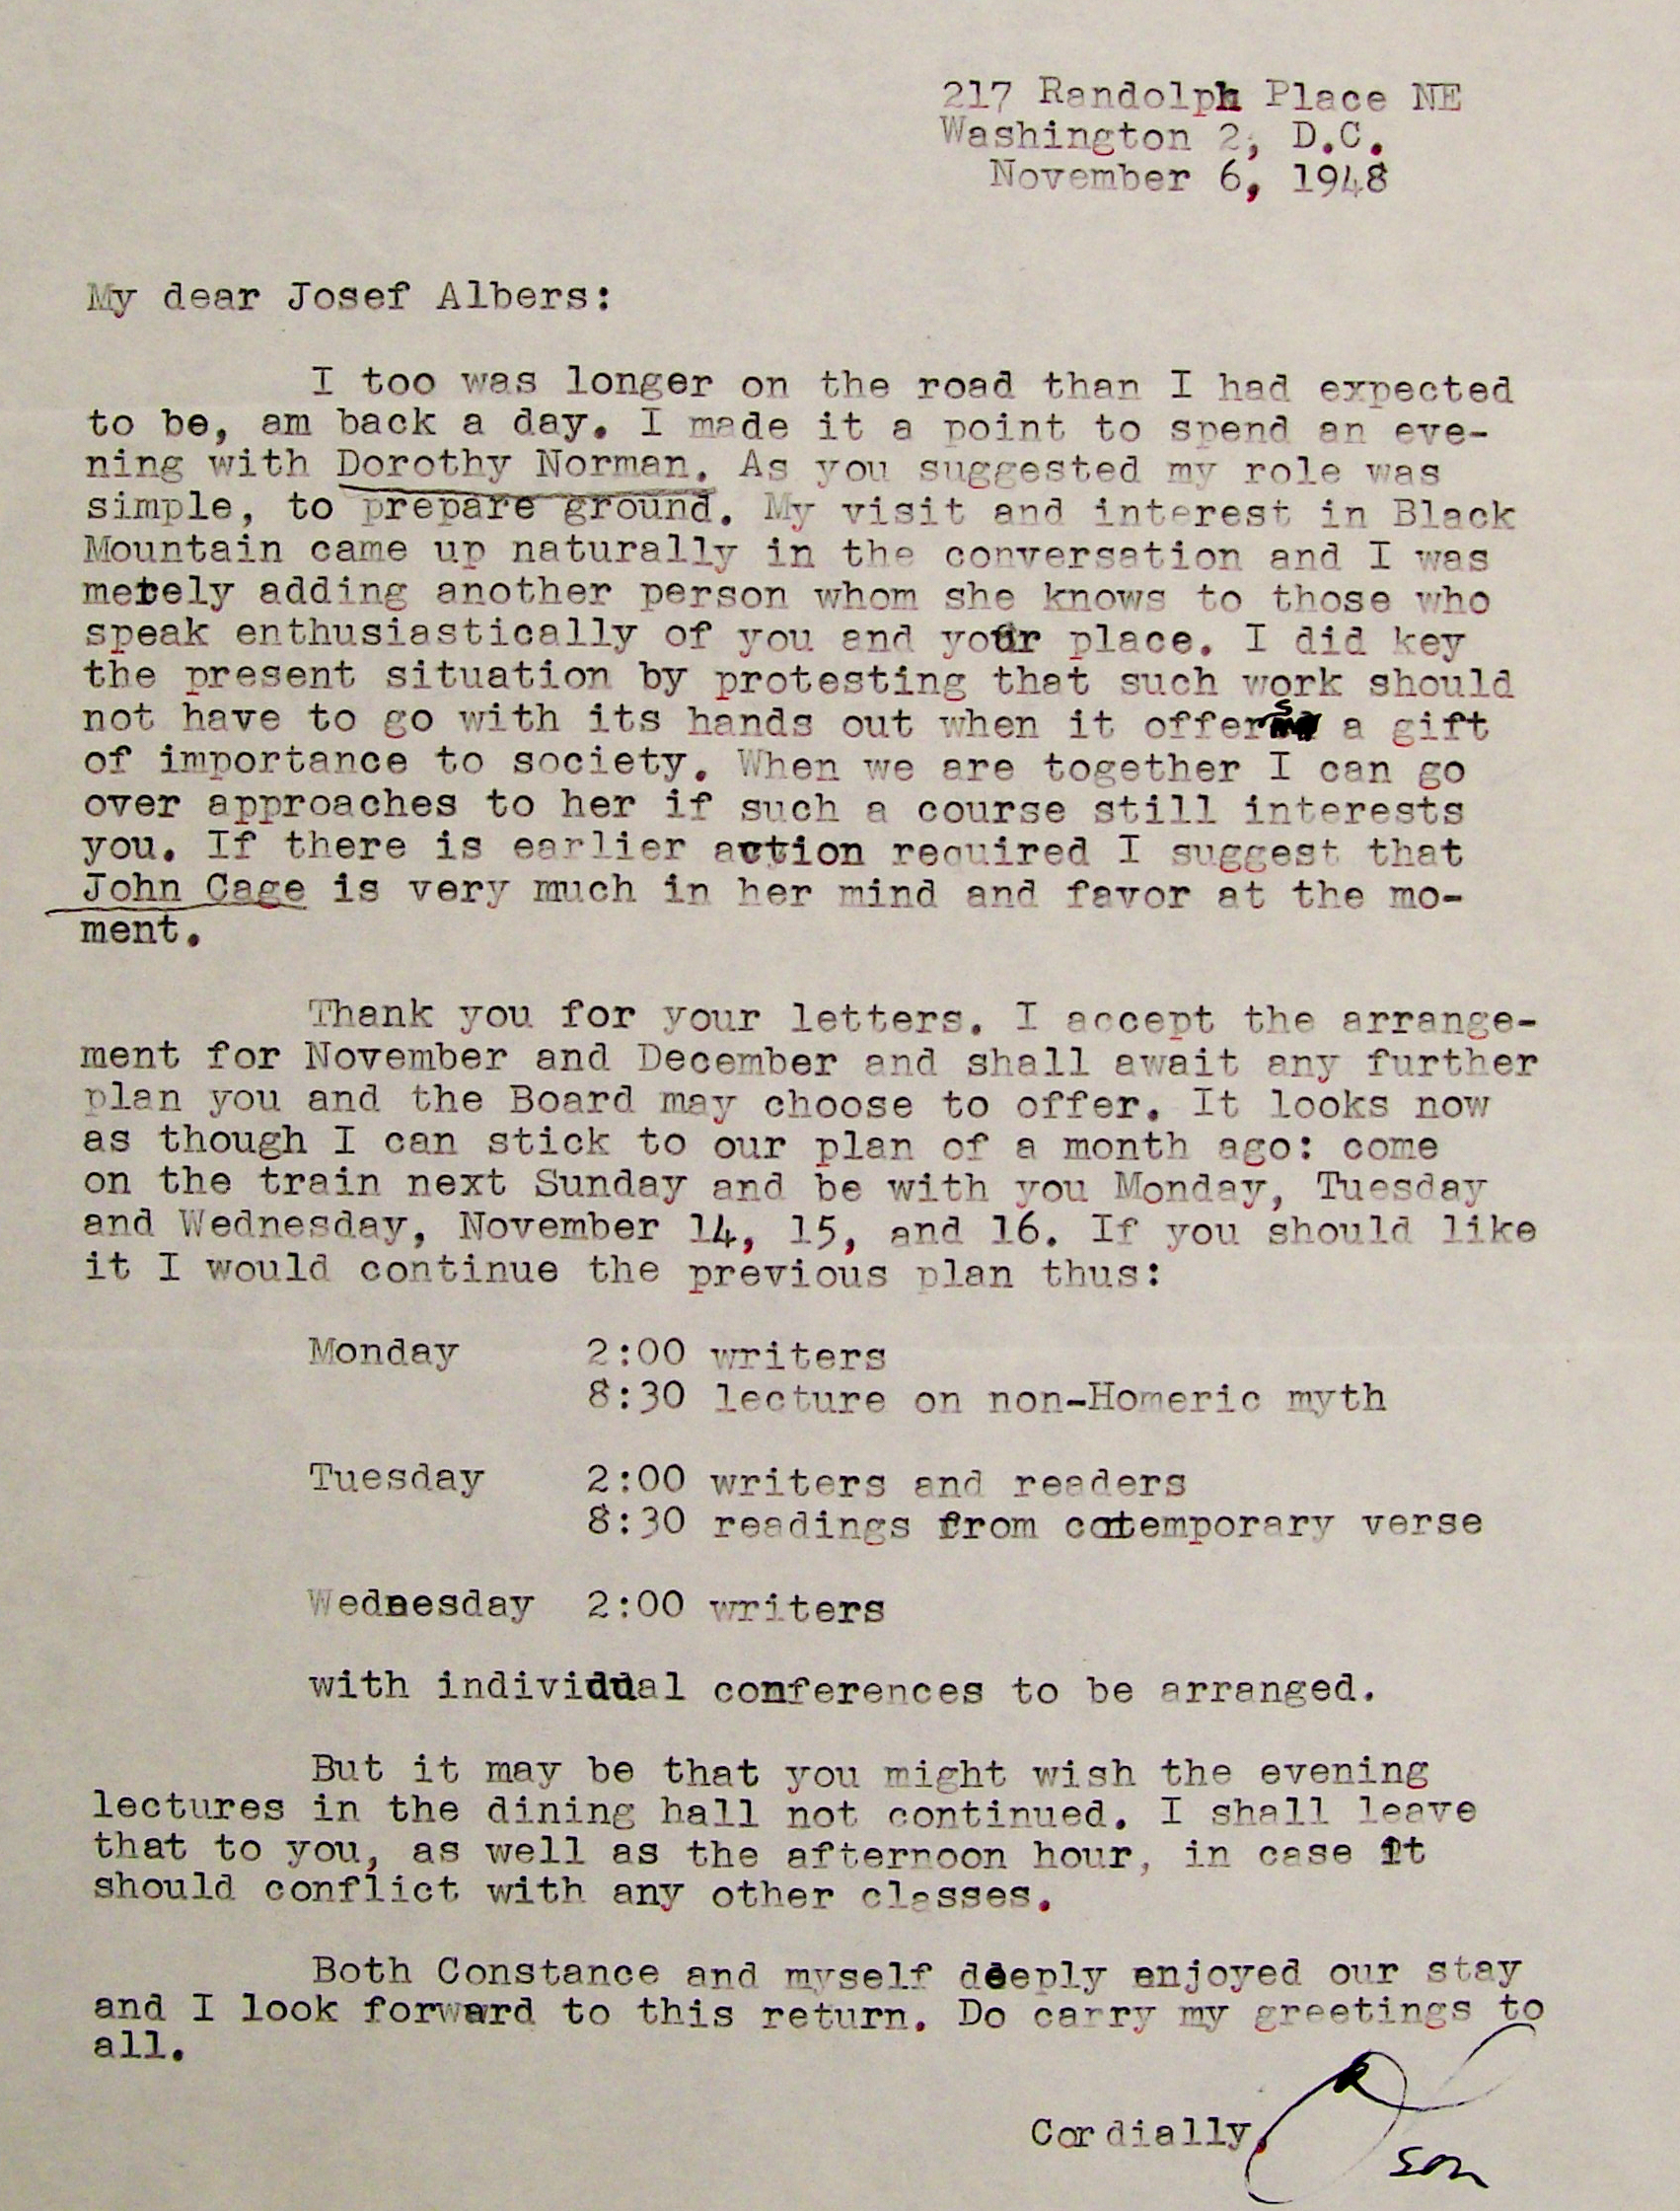 217 Randolph Place NE
Washington 2, D.C.
November 6, 1948
My dear Josef Albers:
I too was longer on the road than I had expected
to be, am back a day. I made it a point to spend an eve-
ning with Dorothy Norman. As you suggested my role was
simple, to prepare ground. My visit and interest in Black
Mountain came up naturally in the conversation and I was
merely adding another person whom she knows to those who
speak enthusiastically of you and your place. I did key
the present situation by protesting that such work should
not have to go with its hands out when it offers a gift
of importance to society. When we are together I can go
over approaches to her if such a course still interests
you. If there is earlier action required I suggest that
John Cage is very much in her mind and favor at the mo-
ment.
Thank you for your letters. I accept the arrange-
ment for November and December and shall await any further
plan you and the Board may choose to offer. It looks now
as though I can stick to our plan of a month ago: come
on the train next Sunday and be with you Monday, Tuesday
and Wednesday, November 14, 15, and 16. If you should like
it I would continue the previous plan thus:
Monday 2:00 writers
8:30 lecture on non-Homeric myth
Tuesday 2:00 writers and readers
8:30 readings from cotemporary verse
Wednesday 2:00 writers
with individual conferences to be arranged.
But it may be that you might wish the evening
lectures in the dining hall not continued. I shall leave
that to you, as well as the afternoon hour, in case it
should conflict with any other classes.
Both Constance and myself deeply enjoyed our stay
and I look forward to this return. Do carry my greetings to
all.
Cordially,
Olson